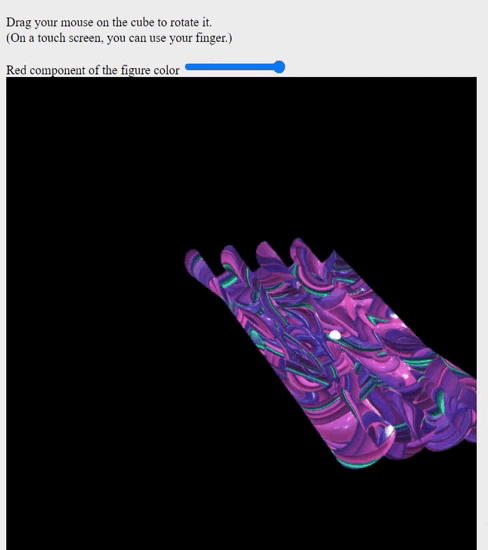 Drag your mouse on the cube to rotate it.
(On a touch screen, you can use your finger.)
Red component of the figure color